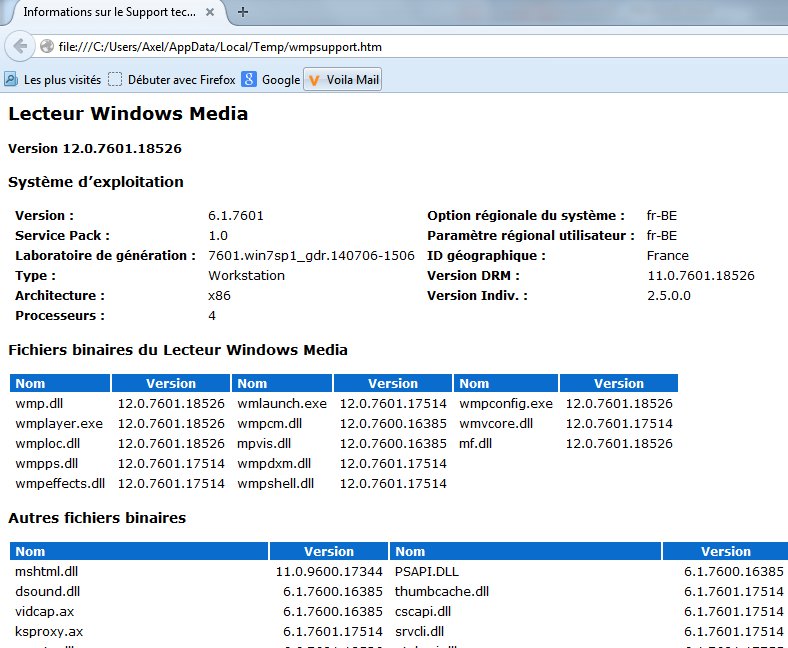 Informations sur le Support tec...
file:///C:/Users/Axel/AppData/Local/Temp/wmpsupport.htm
Les plus visités Débuter avec Firefox Google Voila Mail
Lecteur Windows Media
Version 12.0.7601.18526
Système d’exploitation
Version : 6.1.7601 Option régionale du système : fr-BE
Service Pack : 1.0 Paramètre régional utilisateur : fr-BE
Laboratoire de génération : 7601.win7sp1_gdr.140706-1506 ID géographique : France
Type : Workstation Version DRM : 11.0.7601.18526
Architecture : x86 Version Indiv. : 2.5.0.0
Processeurs : 4
Fichiers binaires du Lecteur Windows Media
Nom Version Nom Version Nom Version
wmp.dll 12.0.7601.18526 wmlaunch.exe 12.0.7601.17514 wmpconfig.exe 12.0.7601.18526
wmplayer.exe 12.0.7601.18526 wmpcm.dll 12.0.7600.16385 wmvcore.dll 12.0.7601.17514
wmploc.dll 12.0.7601.18526 mpvis.dll 12.0.7600.16385 mf.dll 12.0.7601.18526
wmpps.dll 12.0.7601.17514 wmpdxm.dll 12.0.7601.17514
wmpeffects.dll 12.0.7601.17514 wmpshell.dll 12.0.7601.17514
Autres fichiers binaires
Nom Version Nom Version
mshtml.dll 11.0.9600.17344 PSAPI.DLL 6.1.7600.16385
dsound.dll 6.1.7600.16385 thumbcache.dll 6.1.7601.17514
vidcap.ax 6.1.7600.16385 cscapi.dll 6.1.7601.17514
ksproxy.ax 6.1.7601.17514 srvcli.dll 6.1.7601.17514